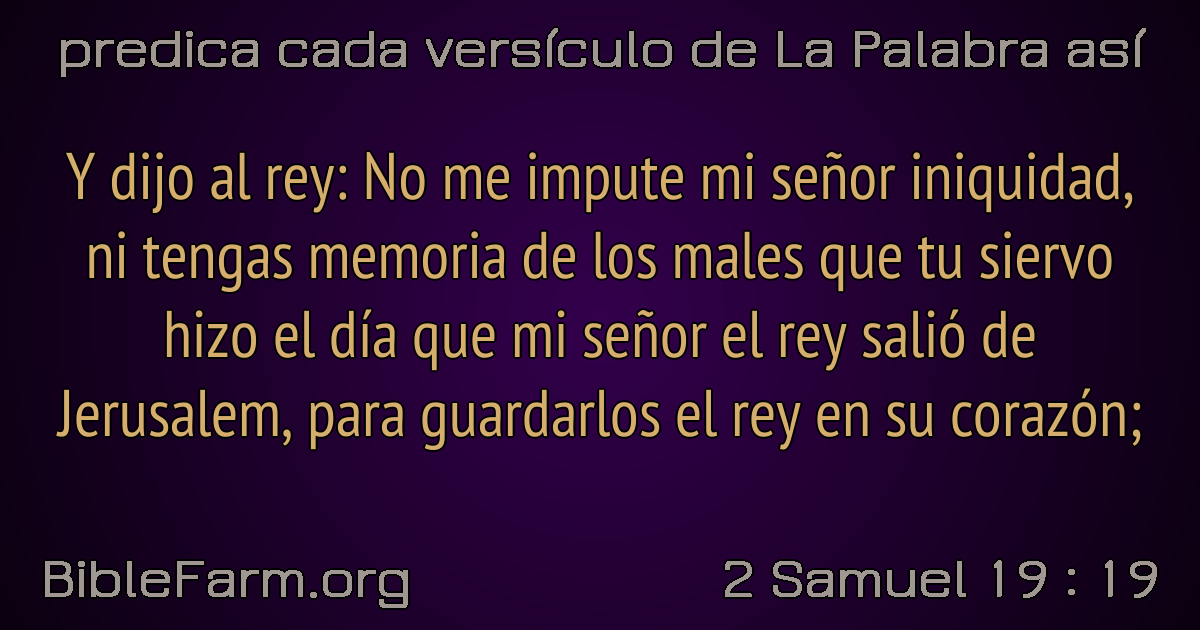 predica cada versículo de La Palabra así
Y dijo al rey: No me impute mi señor iniquidad,
ni tengas memoria de los males que tu siervo
hizo el día que mi señor el rey salió de
Jerusalem, para guardarlos el rey en su corazón;
BibleFarm.org
2 Samuel 19 : 19